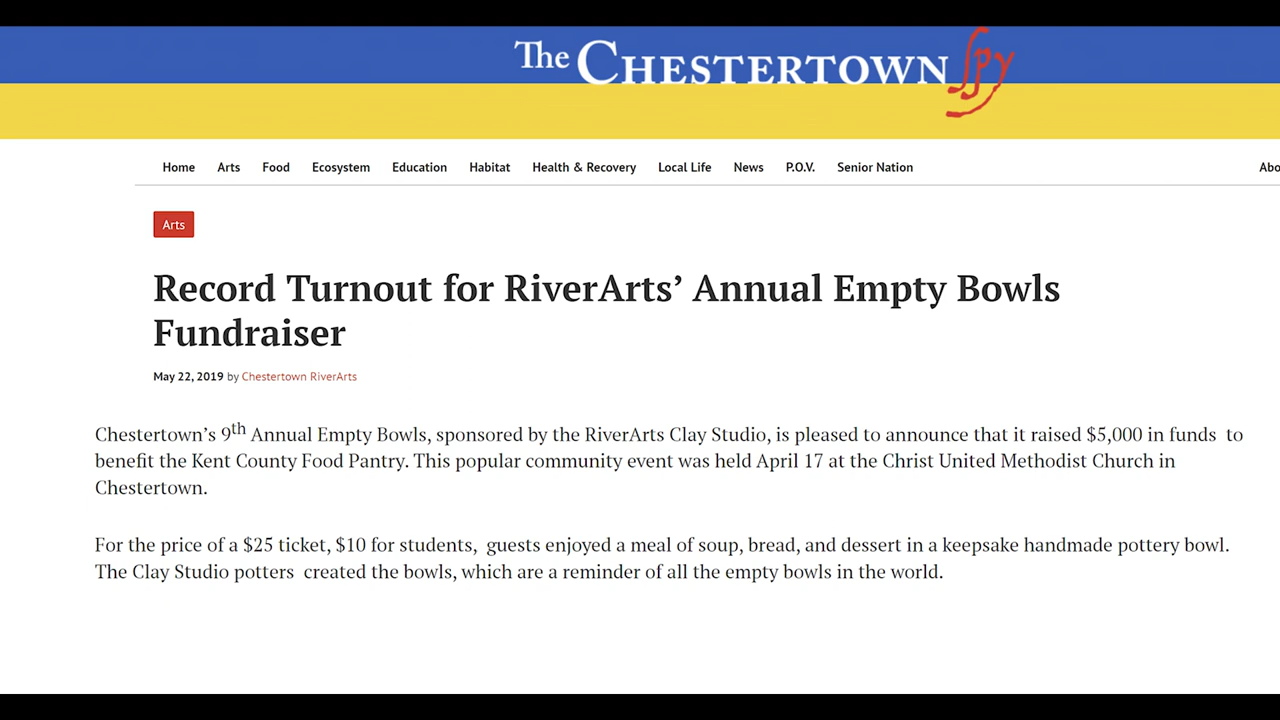 The CHESTERTOWN Spy
Home Arts Food Ecosystem Education Habitat Health & Recovery Local Life News P.O.V. Senior Nation Abo
Arts
Record Turnout for RiverArts’ Annual Empty Bowls
Fundraiser
May 22, 2019 by Chestertown RiverArts
Chestertown’s 9th Annual Empty Bowls, sponsored by the RiverArts Clay Studio, is pleased to announce that it raised $5,000 in funds to
benefit the Kent County Food Pantry. This popular community event was held April 17 at the Christ United Methodist Church in
Chestertown.
For the price of a $25 ticket, $10 for students, guests enjoyed a meal of soup, bread, and dessert in a keepsake handmade pottery bowl.
The Clay Studio potters created the bowls, which are a reminder of all the empty bowls in the world.